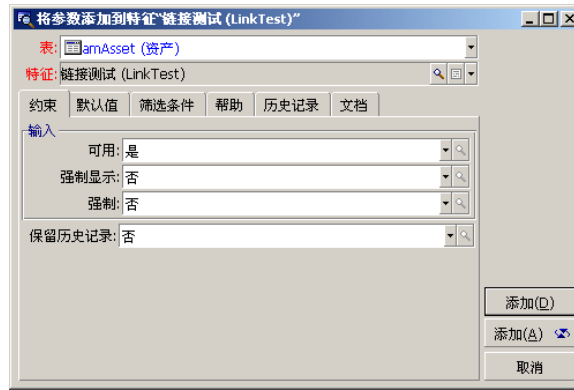 将参数添加到特征“链接测试 (LinkTest)”
表: amAsset (资产)
特征: 链接测试 (LinkTest)
约束 默认值 筛选条件 帮助 历史记录 文档
输入
可用: 是
强制显示: 否
强制: 否
保留历史记录: 否
添加(D)
添加(A)
取消